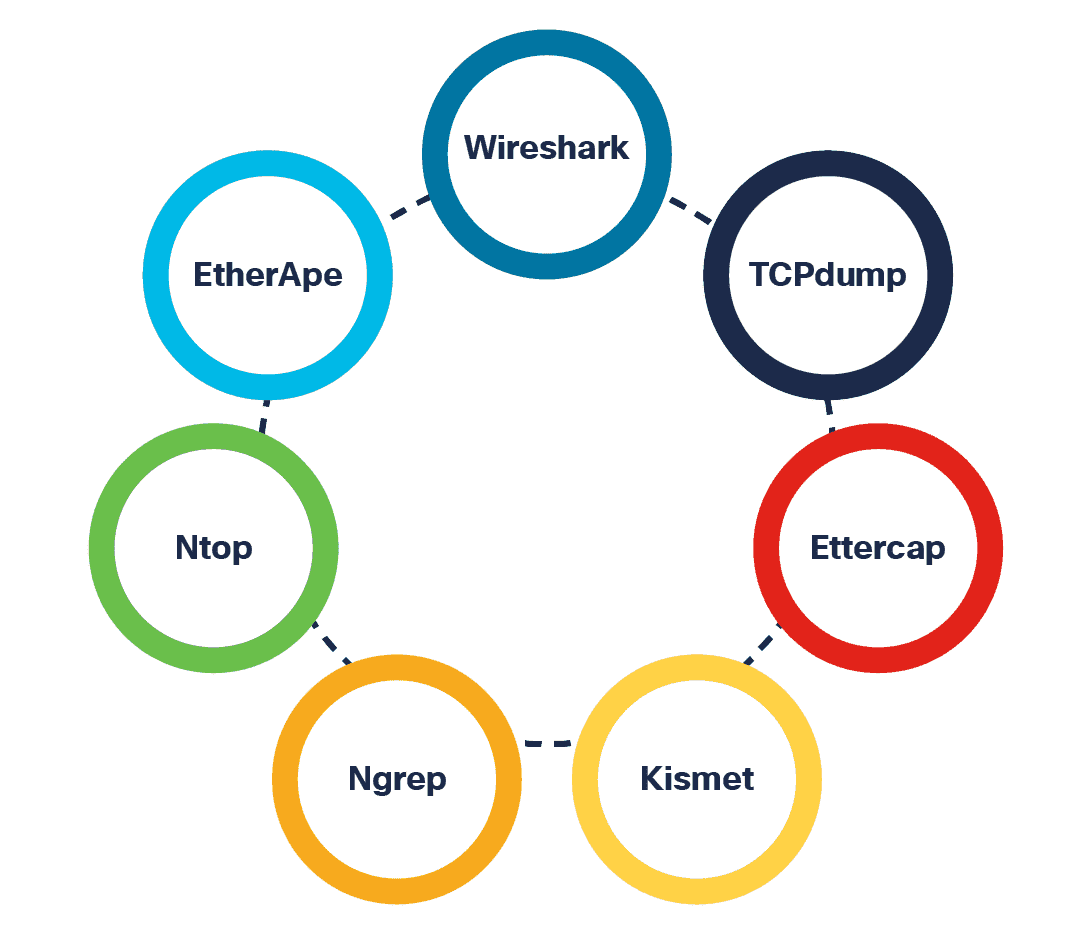 Wireshark
EtherApe
TCPdump
Ntop
Ettercap
Ngrep
Kismet